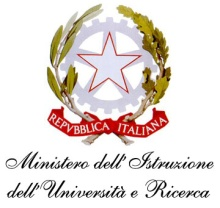 REPVBBLICA ITALIANA
Ministero dell'Istruzione
dell'Università e Ricerca